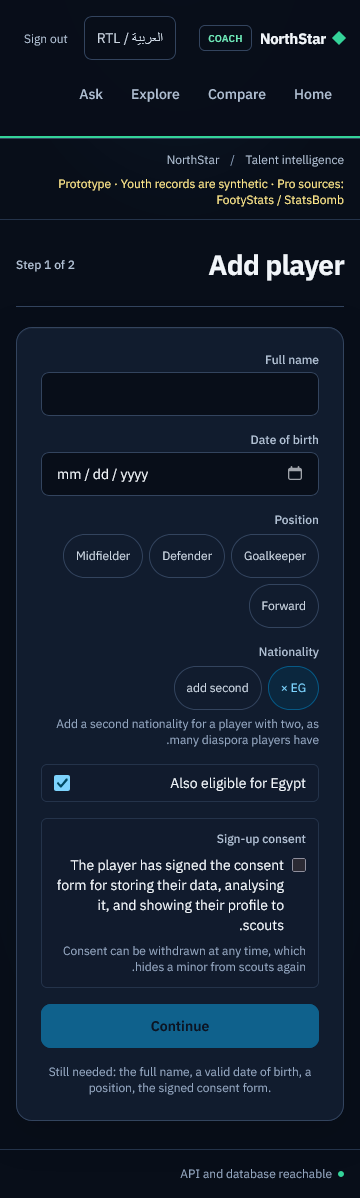 NorthStar
COACH
العربية / RTL
Sign out
Home
Compare
Explore
Ask
NorthStar / Talent intelligence
Prototype · Youth records are synthetic · Pro sources:
FootyStats / StatsBomb
Add player
Step 1 of 2
Full name
Date of birth
mm / dd / yyyy
Position
Goalkeeper
Defender
Midfielder
Forward
Nationality
× EG
add second
Add a second nationality for a player with two, as
.many diaspora players have
Also eligible for Egypt
Sign-up consent
The player has signed the consent
form for storing their data, analysing
it, and showing their profile to
.scouts
Consent can be withdrawn at any time, which
.hides a minor from scouts again
Continue
Still needed: the full name, a valid date of birth, a
position, the signed consent form.
API and database reachable